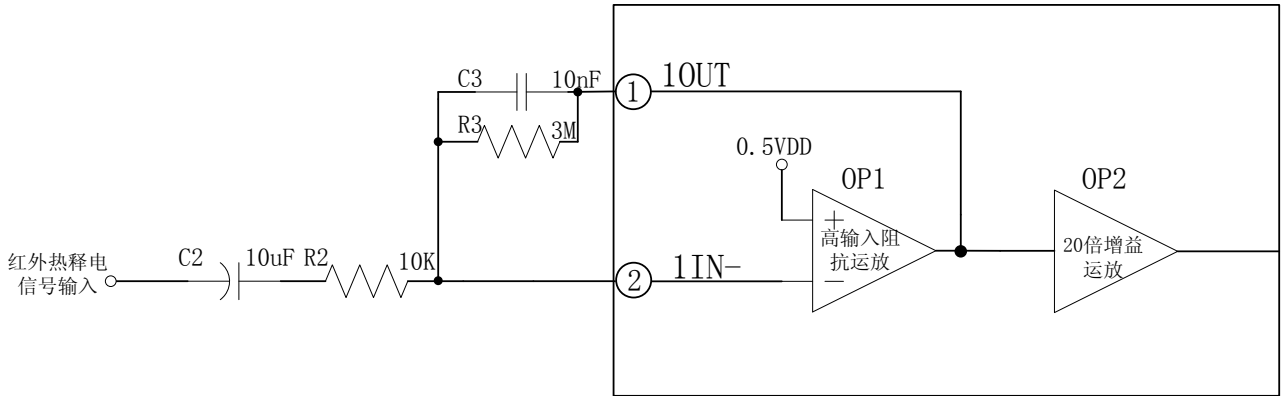 C3 10nF
R3 3M
① 1OUT
0.5VDD
OP1
+
高输入阻
抗运放
−
OP2
20倍增益
运放
红外热释电
信号输入
C2 10uF R2 10K
② 1IN-